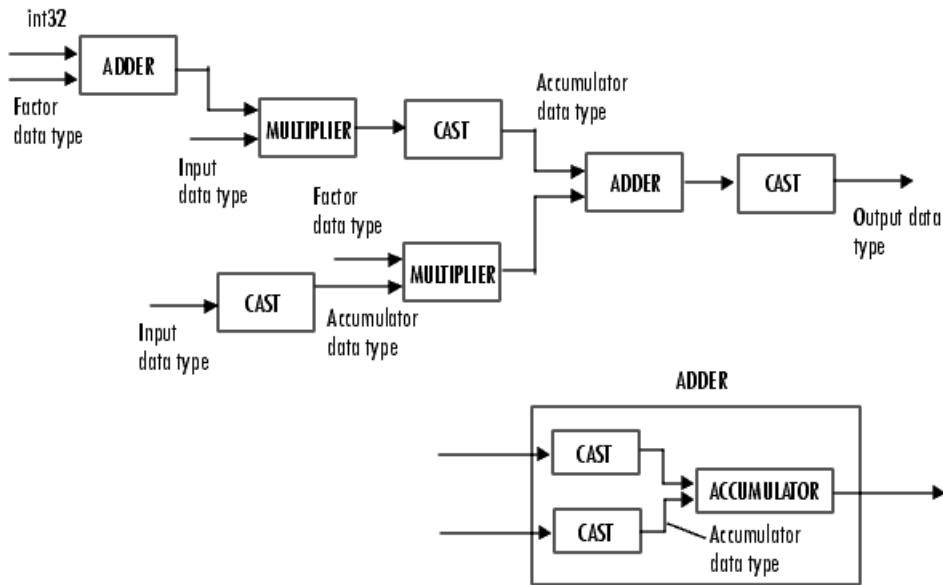 int32
ADDER
Factor
data type
MULTIPLIER
CAST
Accumulator
data type
Input
data type
ADDER
CAST
Output data
type
Factor
data type
MULTIPLIER
CAST
Accumulator
data type
Input
data type
ADDER
CAST
ACCUMULATOR
CAST
Accumulator
data type